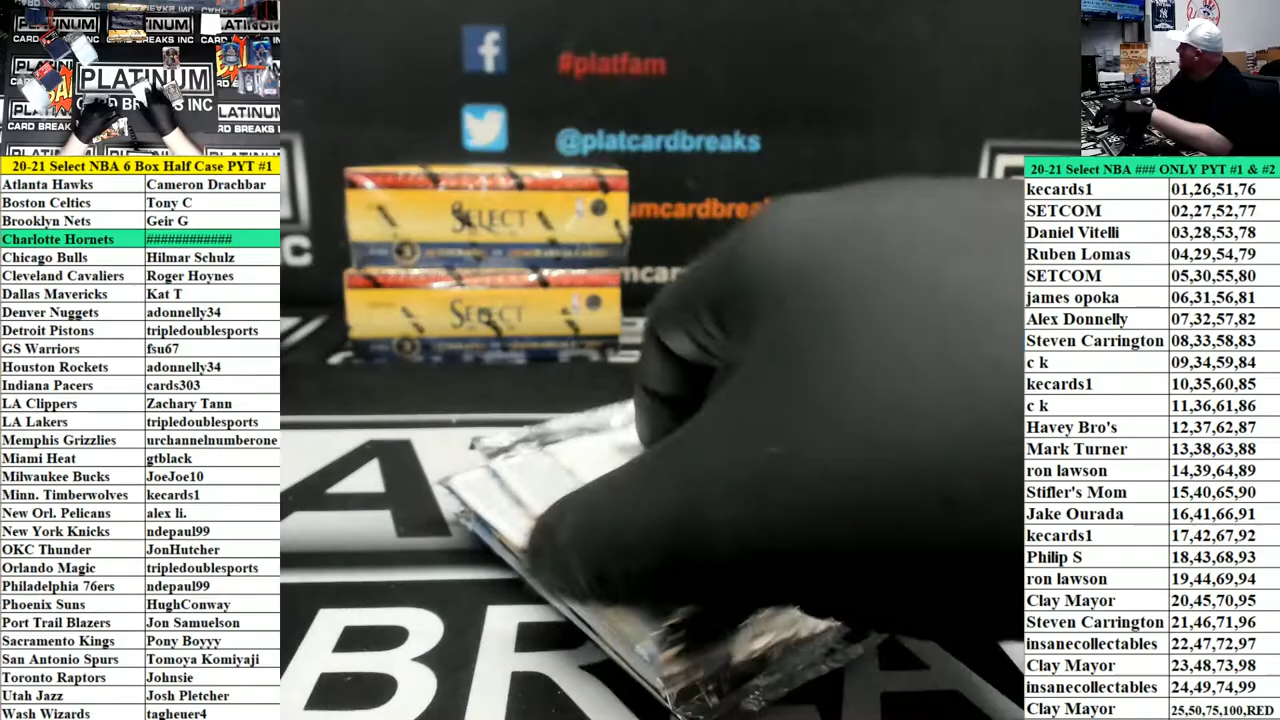 PLATINUM
CARD BREAKS INC
#platfam
@platcardbreaks
SELECT
SELECT
20-21 Select NBA 6 Box Half Case PYT #1
Atlanta Hawks Cameron Drachbar
Boston Celtics Tony C
Brooklyn Nets Geir G
Charlotte Hornets ############
Chicago Bulls Hilmar Schulz
Cleveland Cavaliers Roger Hoynes
Dallas Mavericks Kat T
Denver Nuggets adonnelly34
Detroit Pistons tripledoublesports
GS Warriors fsu67
Houston Rockets adonnelly34
Indiana Pacers cards303
LA Clippers Zachary Tann
LA Lakers tripledoublesports
Memphis Grizzlies urchannelnumberone
Miami Heat gtblack
Milwaukee Bucks JoeJoe10
Minn. Timberwolves kecards1
New Orl. Pelicans alex li.
New York Knicks ndepaul99
OKC Thunder JonHutcher
Orlando Magic tripledoublesports
Philadelphia 76ers ndepaul99
Phoenix Suns HughConway
Port Trail Blazers Jon Samuelson
Sacramento Kings Pony Boyyy
San Antonio Spurs Tomoya Komiyaji
Toronto Raptors Johnsie
Utah Jazz Josh Pletcher
Wash Wizards tagheuer4
20-21 Select NBA ### ONLY PYT #1 & #2
kecards1 01,26,51,76
SETCOM 02,27,52,77
Daniel Vitelli 03,28,53,78
Ruben Lomas 04,29,54,79
SETCOM 05,30,55,80
james opoka 06,31,56,81
Alex Donnelly 07,32,57,82
Steven Carrington 08,33,58,83
c k 09,34,59,84
kecards1 10,35,60,85
c k 11,36,61,86
Havey Bro's 12,37,62,87
Mark Turner 13,38,63,88
ron lawson 14,39,64,89
Stifler's Mom 15,40,65,90
Jake Ourada 16,41,66,91
kecards1 17,42,67,92
Philip S 18,43,68,93
ron lawson 19,44,69,94
Clay Mayor 20,45,70,95
Steven Carrington 21,46,71,96
insanecollectables 22,47,72,97
Clay Mayor 23,48,73,98
insanecollectables 24,49,74,99
Clay Mayor 25,50,75,100,RED